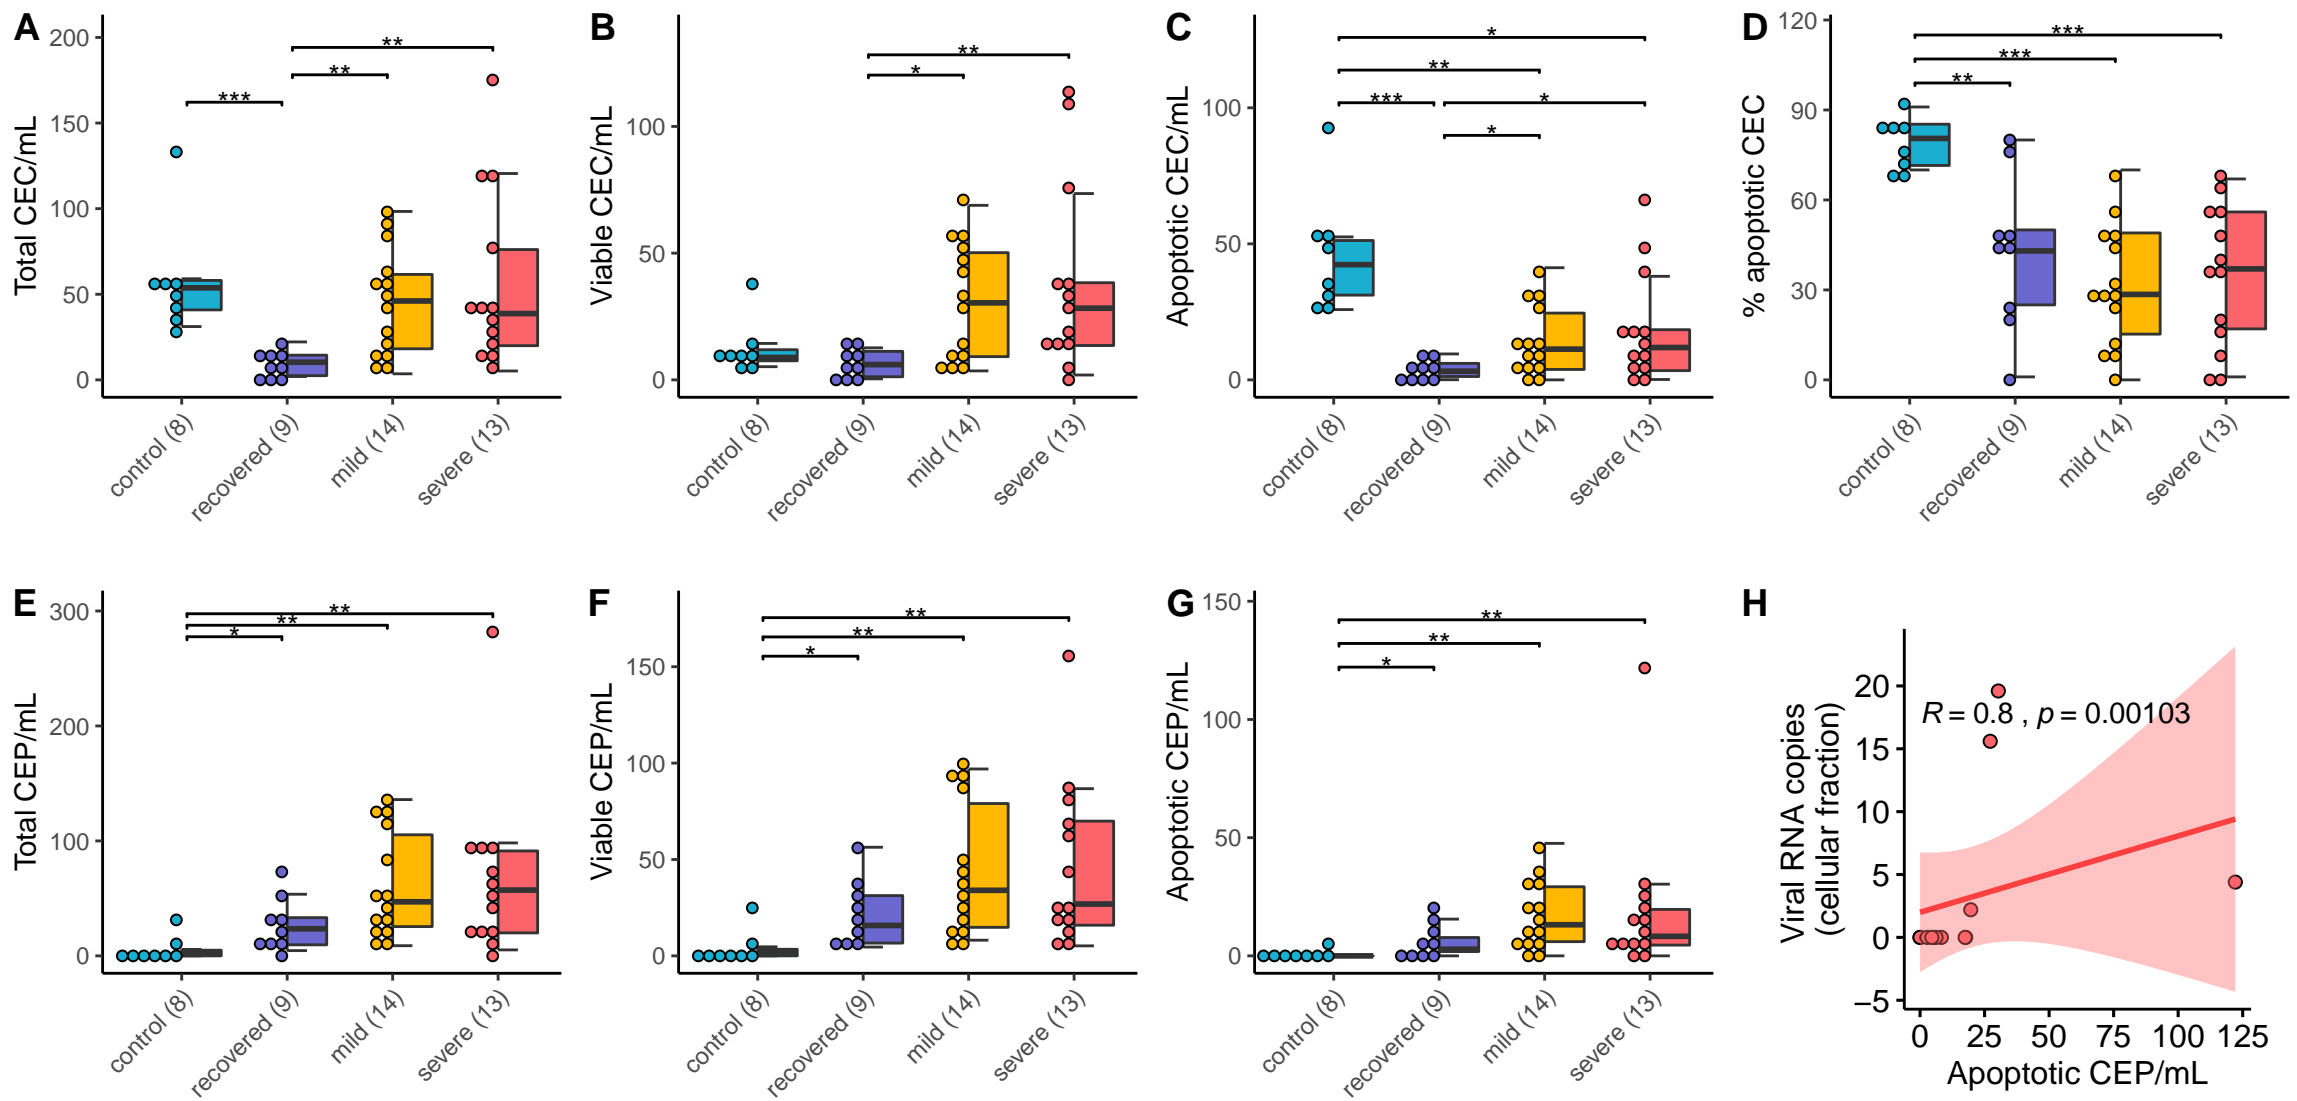 A
Total CEC/mL
200
150
100
50
0
***
**
**
control (8)
recovered (9)
mild (14)
severe (13)
B
Viable CEC/mL
100
50
0
*
**
control (8)
recovered (9)
mild (14)
severe (13)
C
Apoptotic CEC/mL
100
50
0
*
**
***
*
*
control (8)
recovered (9)
mild (14)
severe (13)
D
% apoptotic CEC
120
90
60
30
0
***
***
**
control (8)
recovered (9)
mild (14)
severe (13)
E
Total CEP/mL
300
200
100
0
**
**
*
control (8)
recovered (9)
mild (14)
severe (13)
F
Viable CEP/mL
150
100
50
0
**
**
*
control (8)
recovered (9)
mild (14)
severe (13)
G
Apoptotic CEP/mL
150
100
50
0
**
**
*
control (8)
recovered (9)
mild (14)
severe (13)
H
Viral RNA copies
(cellular fraction)
20
15
10
5
0
−5
R = 0.8 , p = 0.00103
0 25 50 75 100 125
Apoptotic CEP/mL